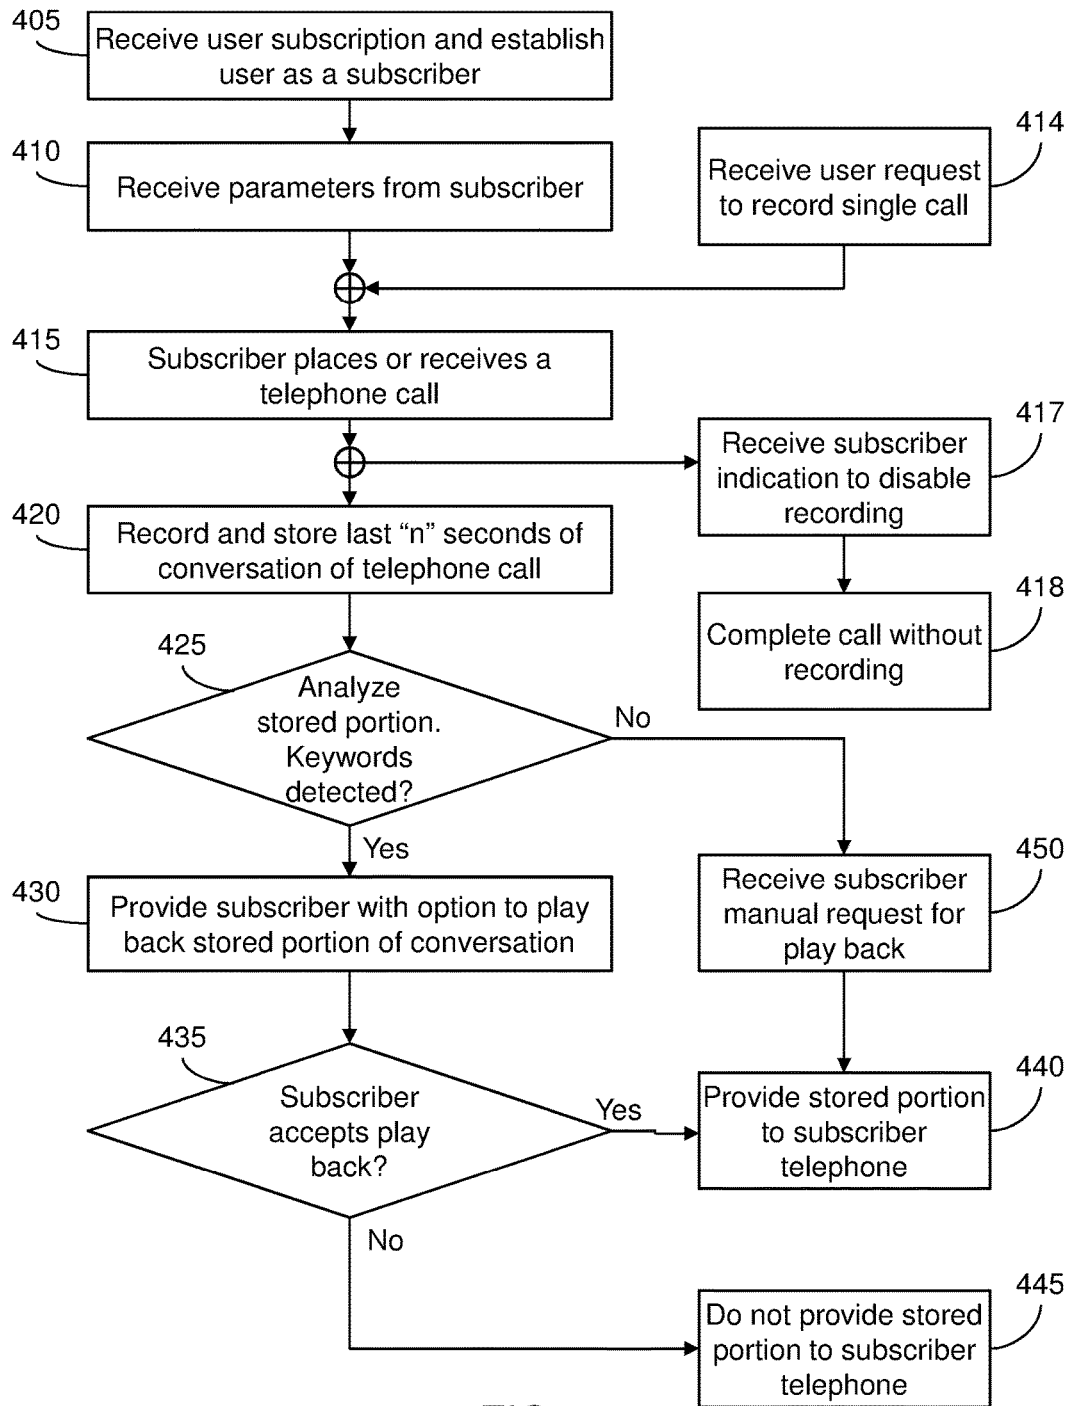 405
Receive user subscription and establish
user as a subscriber
410
Receive parameters from subscriber
414
Receive user request
to record single call
415
Subscriber places or receives a
telephone call
417
Receive subscriber
indication to disable
recording
420
Record and store last “n” seconds of
conversation of telephone call
418
Complete call without
recording
425
Analyze
stored portion.
Keywords
detected?
No
Yes
430
Provide subscriber with option to play
back stored portion of conversation
450
Receive subscriber
manual request for
play back
435
Subscriber
accepts play
back?
Yes
440
Provide stored portion
to subscriber
telephone
No
445
Do not provide stored
portion to subscriber
telephone